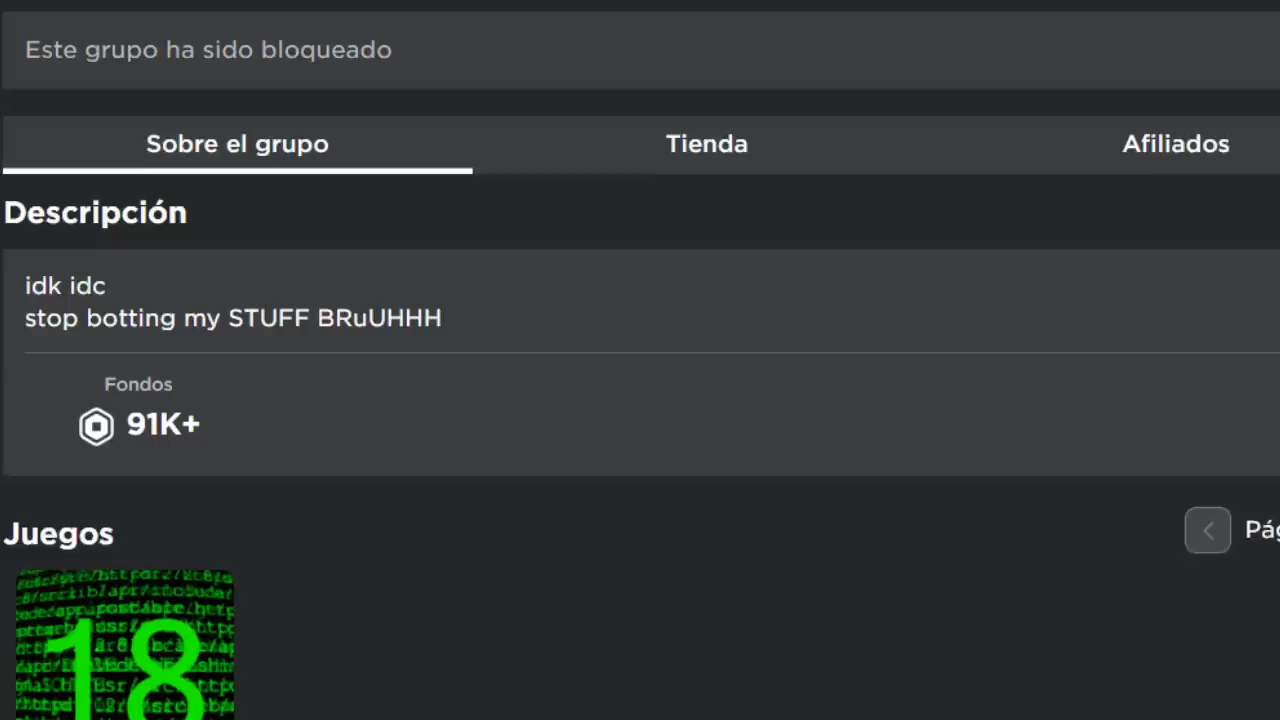 Este grupo ha sido bloqueado
Sobre el grupo
Tienda
Afiliados
Descripción
idk idc
stop botting my STUFF BRuUHHH
Fondos
91K+
Juegos
18